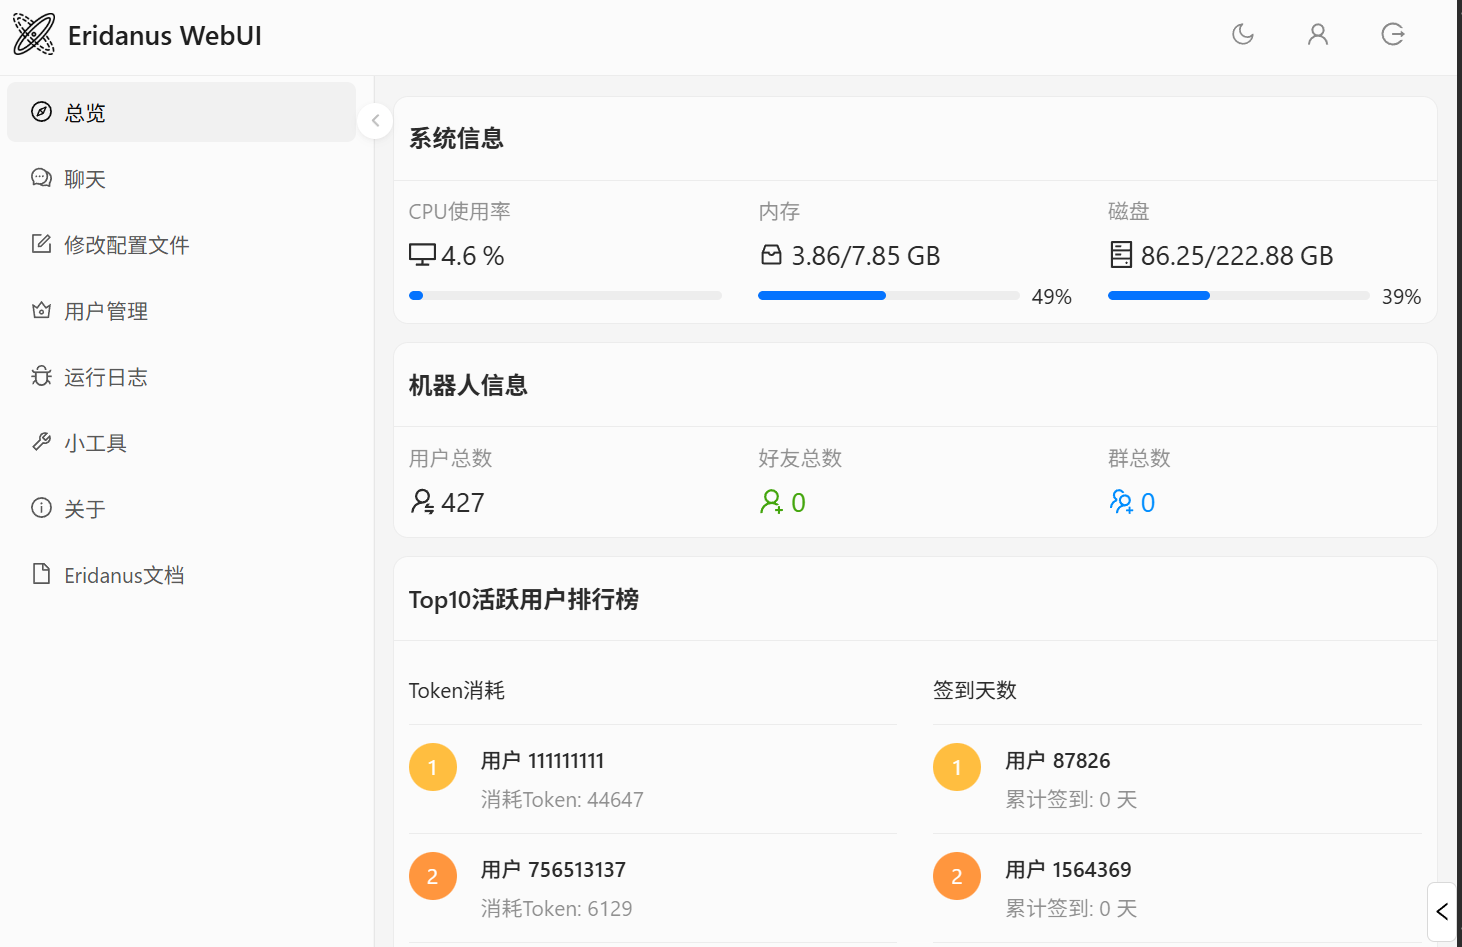 Eridanus WebUI
总览
聊天
修改配置文件
用户管理
运行日志
小工具
关于
Eridanus文档
系统信息
CPU使用率
4.6 %
内存
3.86/7.85 GB
49%
磁盘
86.25/222.88 GB
39%
机器人信息
用户总数
427
好友总数
0
群总数
0
Top10活跃用户排行榜
Token消耗
1
用户 111111111
消耗Token: 44647
2
用户 756513137
消耗Token: 6129
签到天数
1
用户 87826
累计签到: 0 天
2
用户 1564369
累计签到: 0 天